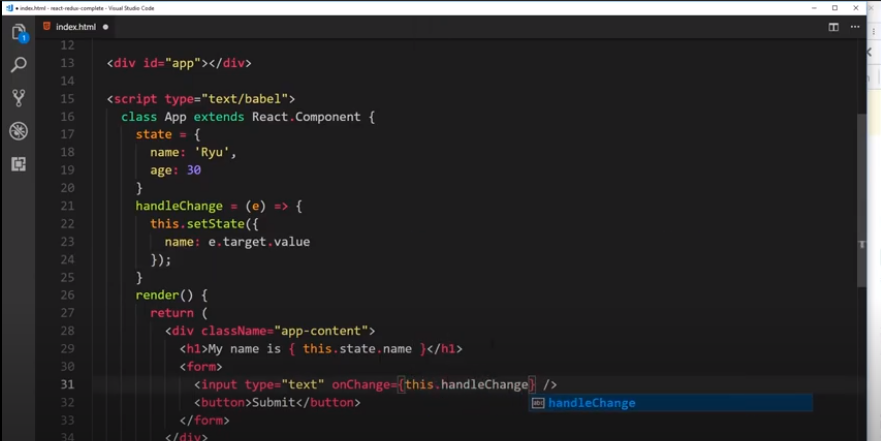 ● index.html - react-redux-complete - Visual Studio Code
index.html ●
1
12
13 <div id="app"></div>
14
15 <script type="text/babel">
16 class App extends React.Component {
17 state = {
18 name: 'Ryu',
19 age: 30
20 }
21 handleChange = (e) => {
22 this.setState({
23 name: e.target.value
24 });
25 }
26 render() {
27 return (
28 <div className="app-content">
29 <h1>My name is { this.state.name }</h1>
30 <form>
31 <input type="text" onChange={this.handleChange} />
abc handleChange
32 <button>Submit</button>
33 </form>
34 </div>